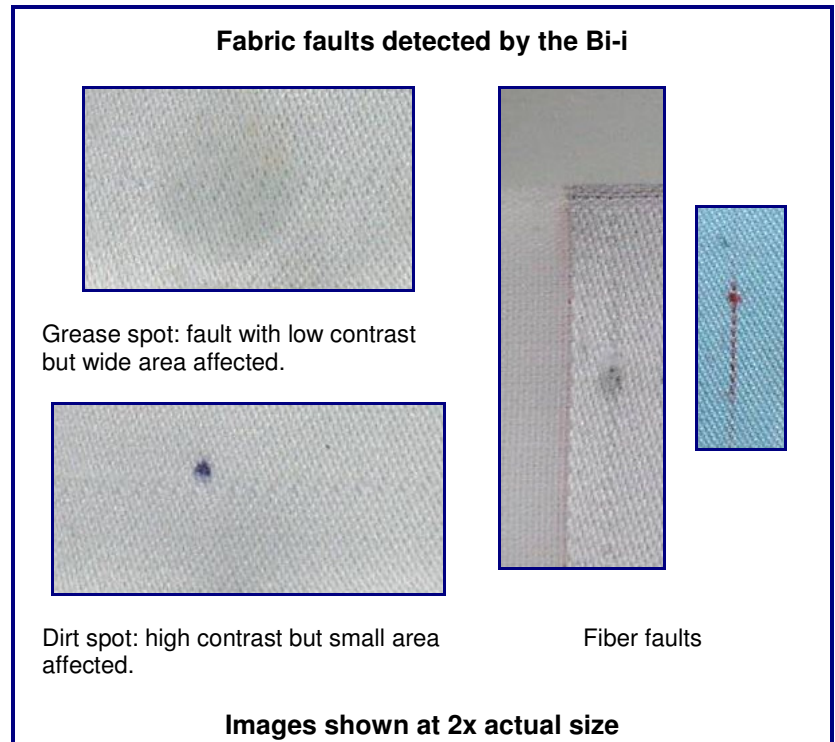 Fabric faults detected by the Bi-i
Grease spot: fault with low contrast
but wide area affected.
Dirt spot: high contrast but small area
affected.
Fiber faults
Images shown at 2x actual size